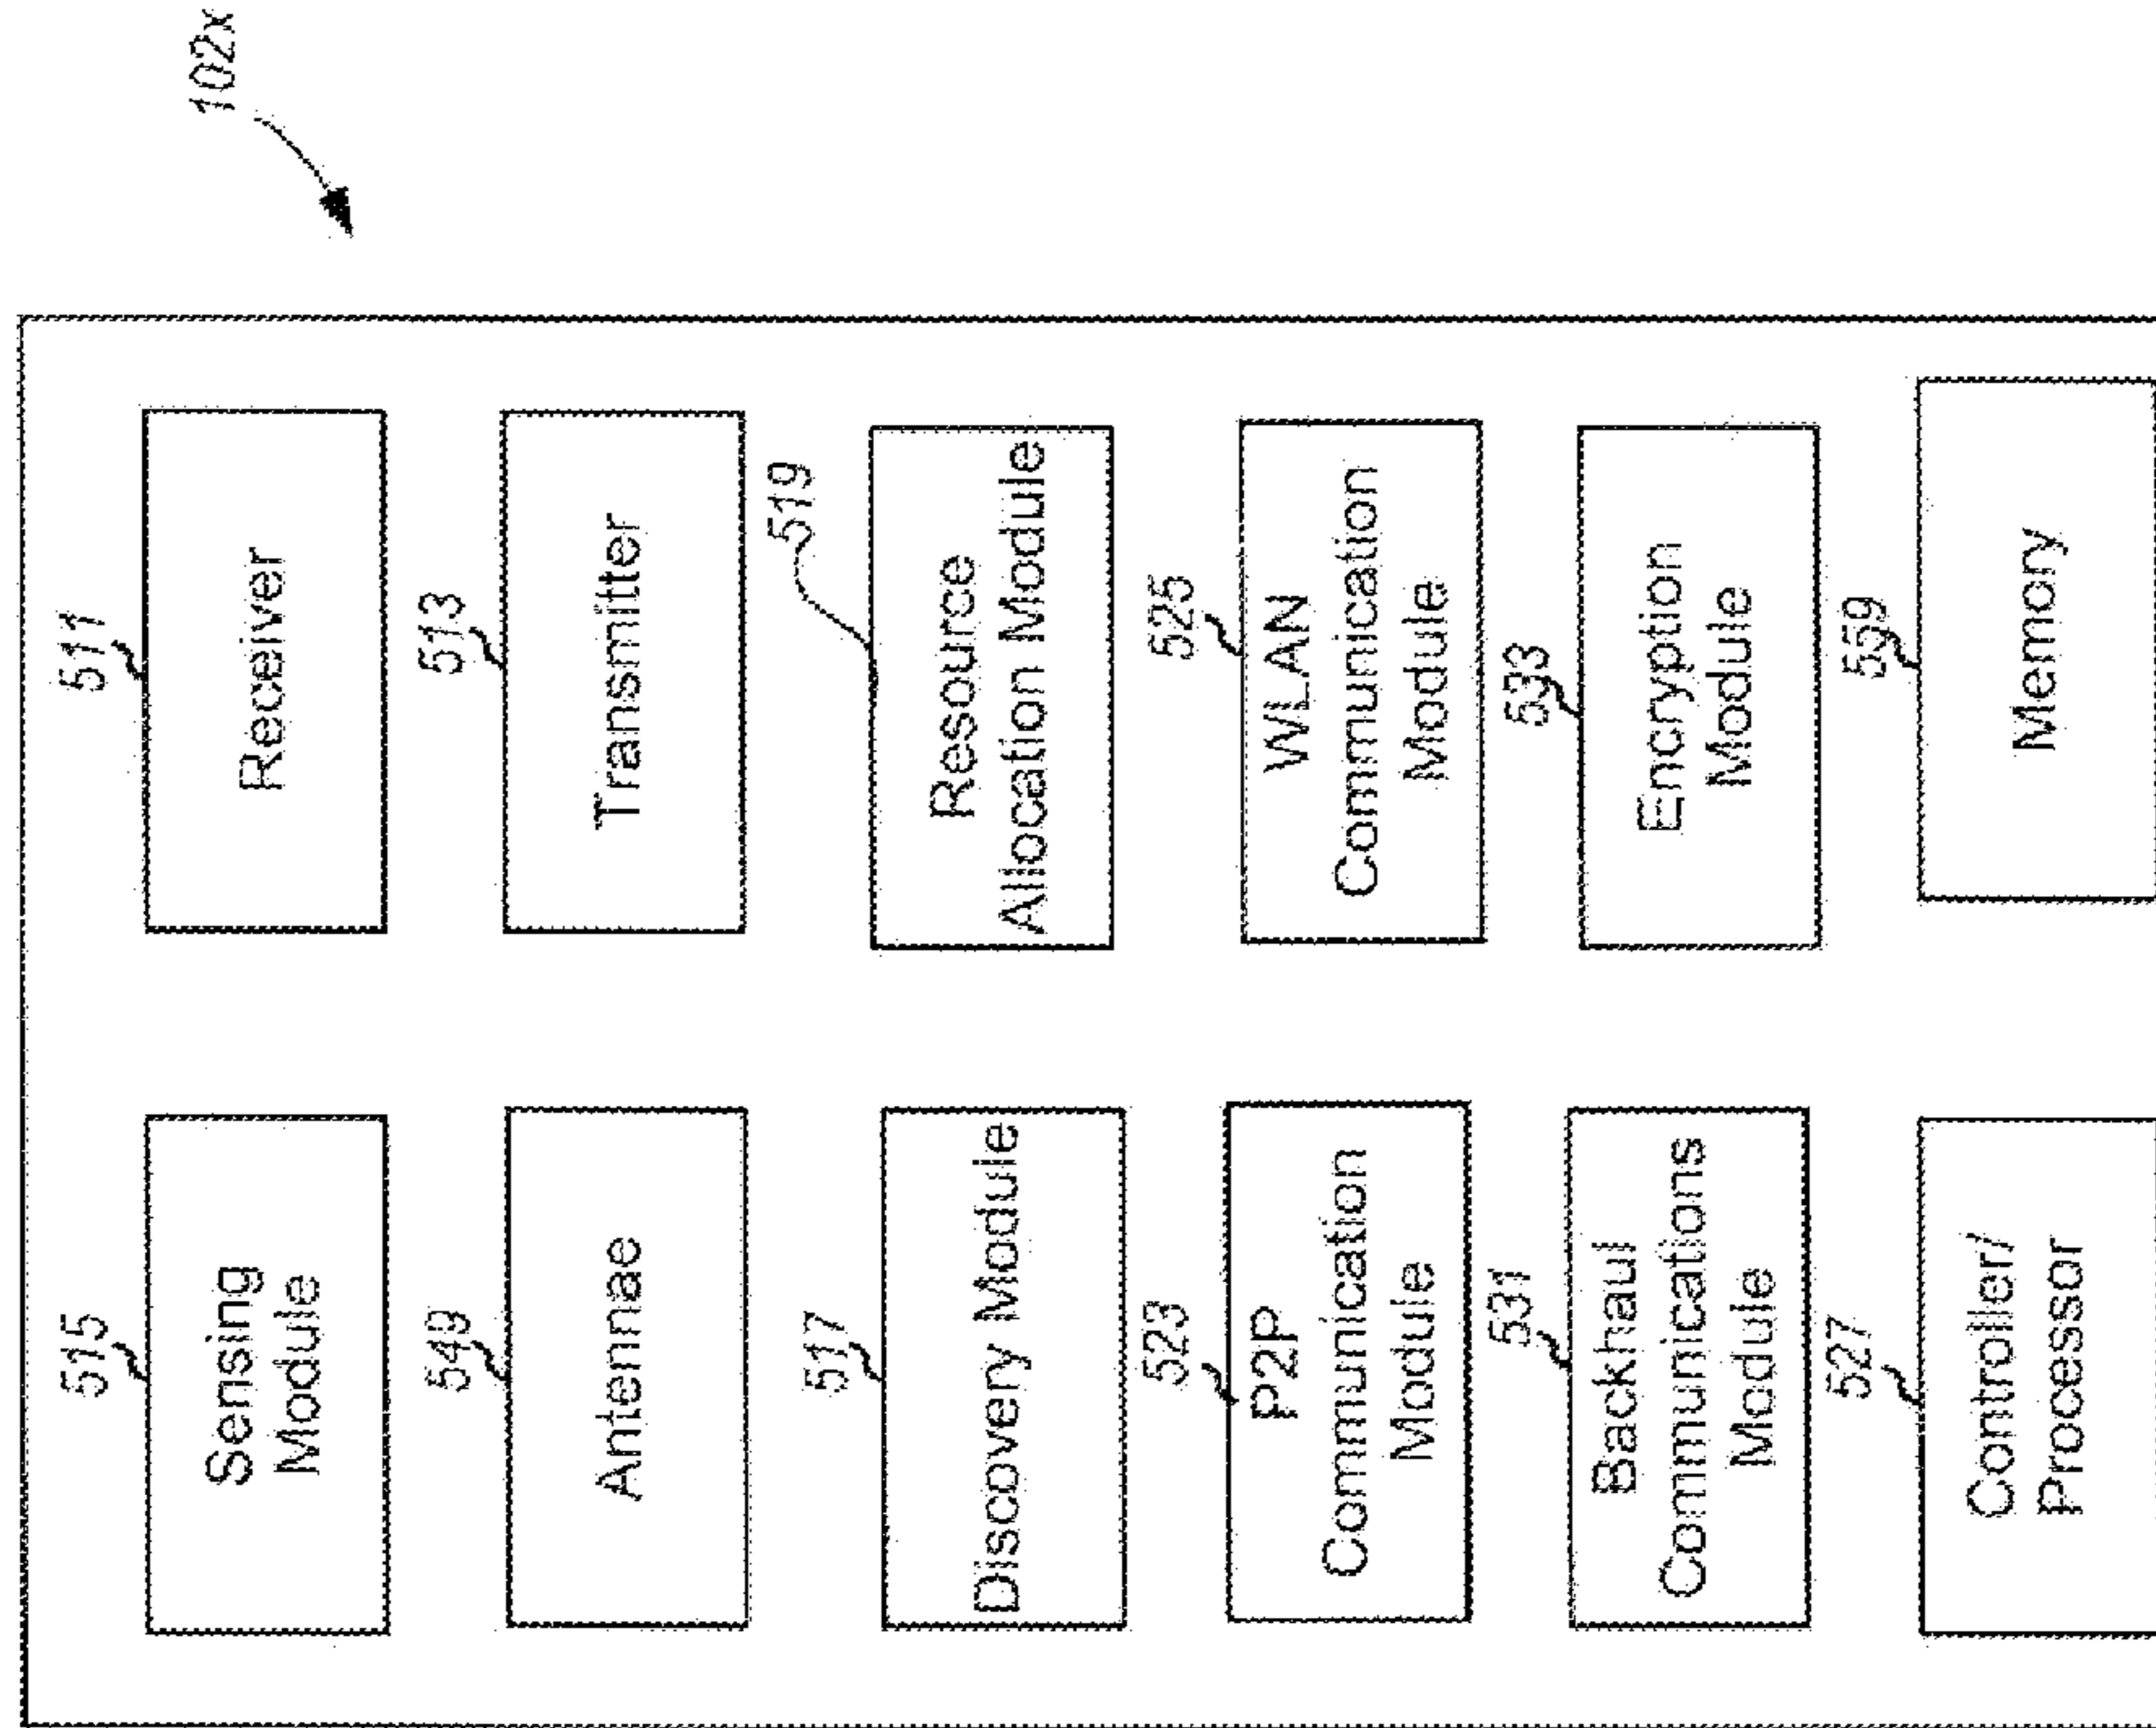 102x
515
Sensing
Module
511
Receiver
549
Antennae
513
Transmitter
517
Discovery Module
519
Resource
Allocation Module
523
P2P
Communication
Module
525
WLAN
Communication
Module
531
Backhaul
Communications
Module
533
Encryption
Module
527
Controller/
Processor
559
Memory